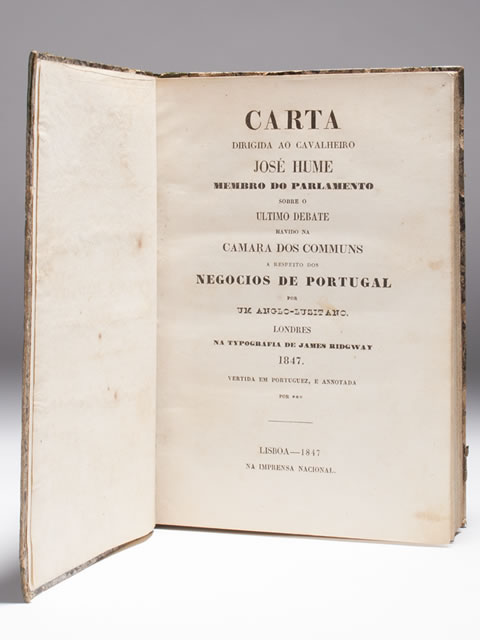 CARTA
DIRIGIDA AO CAVALHEIRO
JOSÉ HUME
MEMBRO DO PARLAMENTO
SOBRE O
ULTIMO DEBATE
HAVIDO NA
CAMARA DOS COMMUNS
A RESPEITO DOS
NEGOCIOS DE PORTUGAL
POR
UM ANGLO-LUSITANO.
LONDRES
NA TYPOGRAFIA DE JAMES RIDGWAY
1847.
VERTIDA EM PORTUGUEZ, E ANNOTADA
POR ***
LISBOA—1847
NA IMPRENSA NACIONAL.